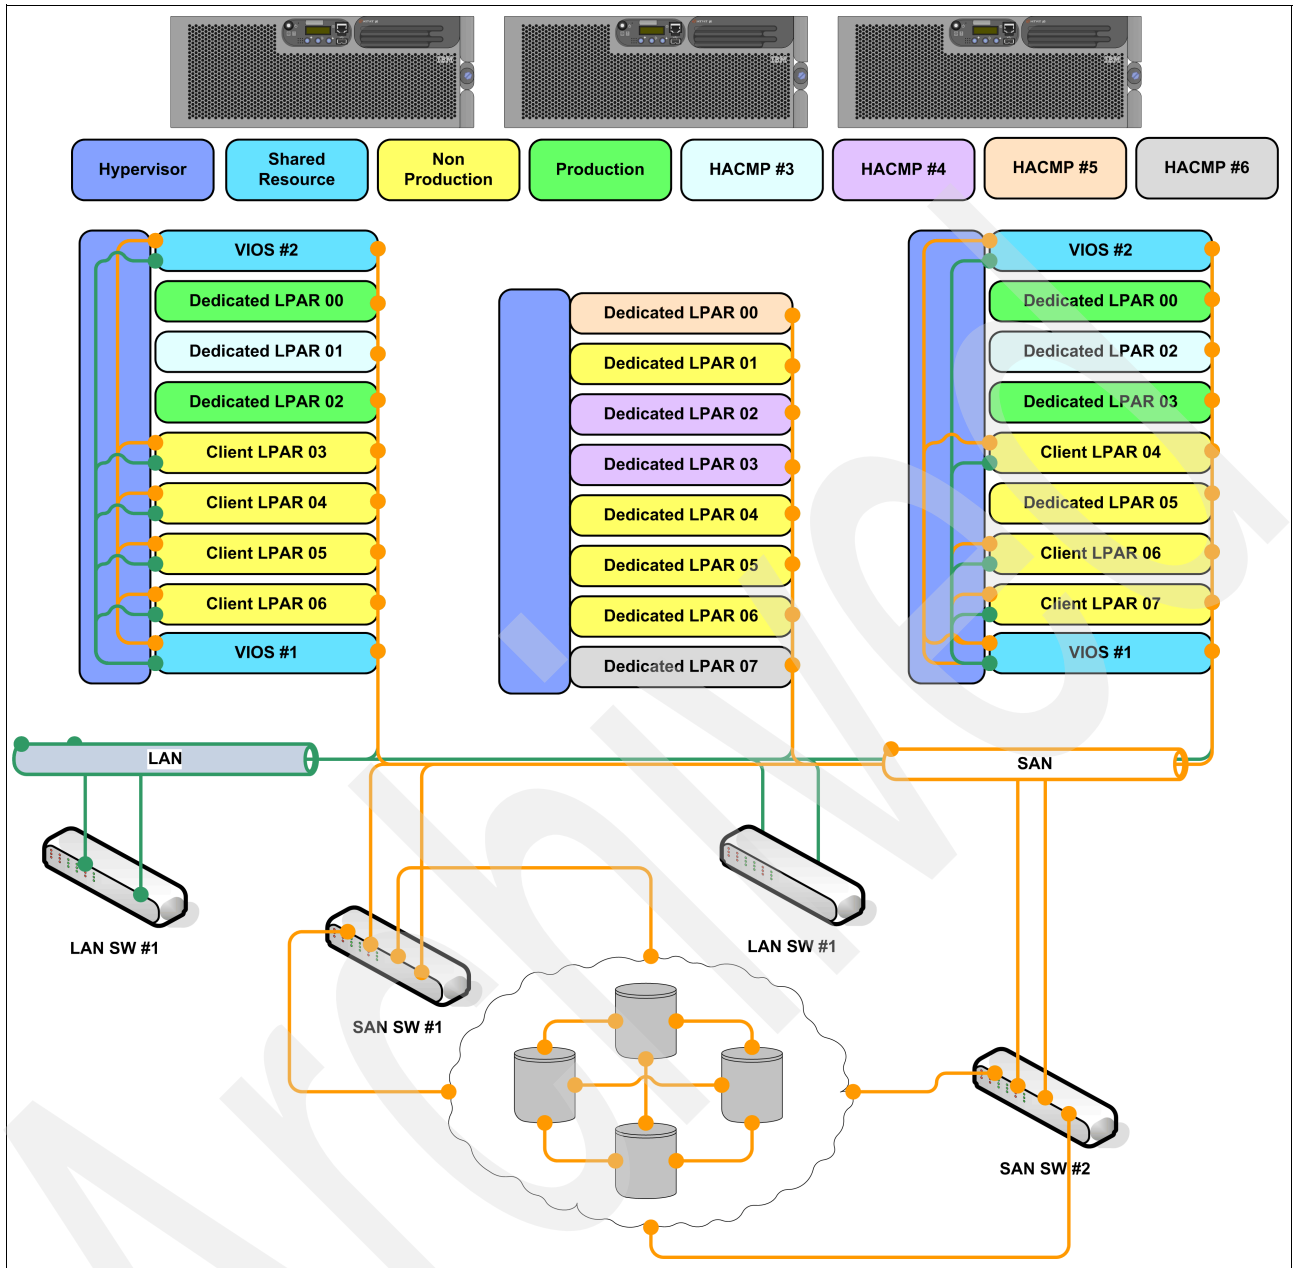 IBM
IBM
IBM
Hypervisor
Shared
Resource
Non
Production
Production
HACMP #3
HACMP #4
HACMP #5
HACMP #6
VIOS #2
Dedicated LPAR 00
Dedicated LPAR 01
Dedicated LPAR 02
Client LPAR 03
Client LPAR 04
Client LPAR 05
Client LPAR 06
VIOS #1
Dedicated LPAR 00
Dedicated LPAR 01
Dedicated LPAR 02
Dedicated LPAR 03
Dedicated LPAR 04
Dedicated LPAR 05
Dedicated LPAR 06
Dedicated LPAR 07
VIOS #2
Dedicated LPAR 00
Dedicated LPAR 02
Dedicated LPAR 03
Client LPAR 04
Dedicated LPAR 05
Client LPAR 06
Client LPAR 07
VIOS #1
LAN
SAN
LAN SW #1
SAN SW #1
LAN SW #1
SAN SW #2
Archived